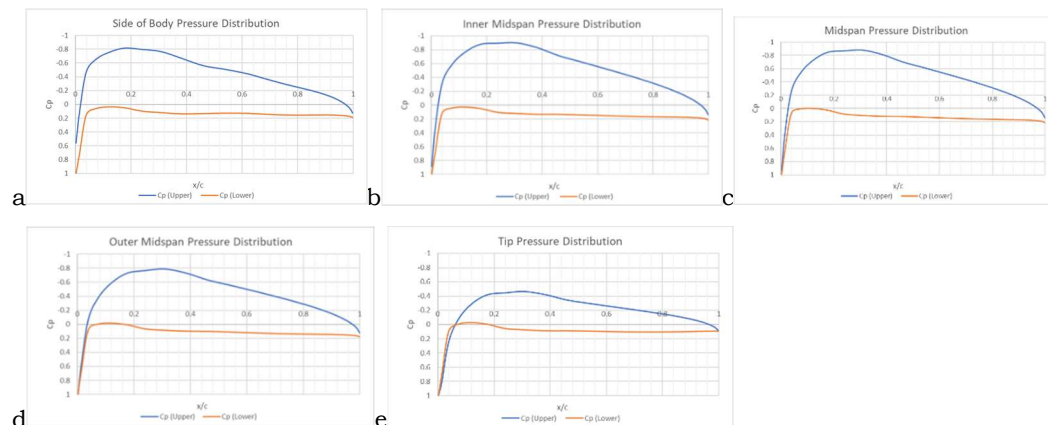 Side of Body Pressure Distribution
-1
-0.8
-0.6
-0.4
-0.2
0
0.2
0.4
0.6
0.8
1
0 0.2 0.4 0.6 0.8 1
Cp
x/c
Cp (Upper) Cp (Lower)
a
Inner Midspan Pressure Distribution
-1
-0.8
-0.6
-0.4
-0.2
0
0.2
0.4
0.6
0.8
1
0 0.2 0.4 0.6 0.8 1
Cp
x/c
Cp (Upper) Cp (Lower)
b
Midspan Pressure Distribution
1
-0.8
-0.6
-0.4
-0.2
0
0.2
0.4
0.6
0.8
1
0 0.2 0.4 0.6 0.8 1
Cp
x/c
Cp (Upper) Cp (Lower)
c
Outer Midspan Pressure Distribution
-1
-0.8
-0.6
-0.4
-0.2
0
0.2
0.4
0.6
0.8
1
0 0.2 0.4 0.6 0.8 1
Cp
x/c
Cp (Upper) Cp (Lower)
d
Tip Pressure Distribution
-1
-0.8
-0.6
-0.4
-0.2
0
0.2
0.4
0.6
0.8
1
0 0.2 0.4 0.6 0.8 1
Cp
x/c
Cp (Upper) Cp (Lower)
e